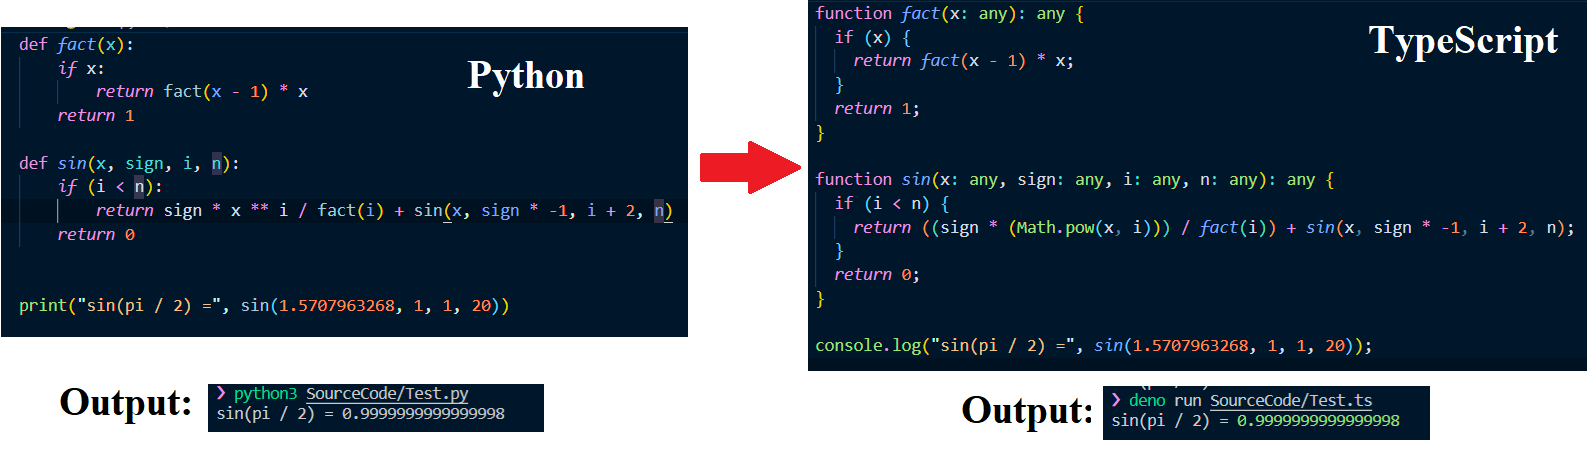 def fact(x):
    if x:
        return fact(x - 1) * x
    return 1
def sin(x, sign, i, n):
    if (i < n):
        return sign * x ** i / fact(i) + sin(x, sign * -1, i + 2, n)
    return 0
print("sin(pi / 2) =", sin(1.5707963268, 1, 1, 20))
Python
Output:
❯ python3 SourceCode/Test.py
sin(pi / 2) = 0.9999999999999998
function fact(x: any): any {
  if (x) {
    return fact(x - 1) * x;
  }
  return 1;
}
function sin(x: any, sign: any, i: any, n: any): any {
  if (i < n) {
    return ((sign * (Math.pow(x, i))) / fact(i)) + sin(x, sign * -1, i + 2, n);
  }
  return 0;
}
console.log("sin(pi / 2) =", sin(1.5707963268, 1, 1, 20));
TypeScript
Output:
❯ deno run SourceCode/Test.ts
sin(pi / 2) = 0.9999999999999998